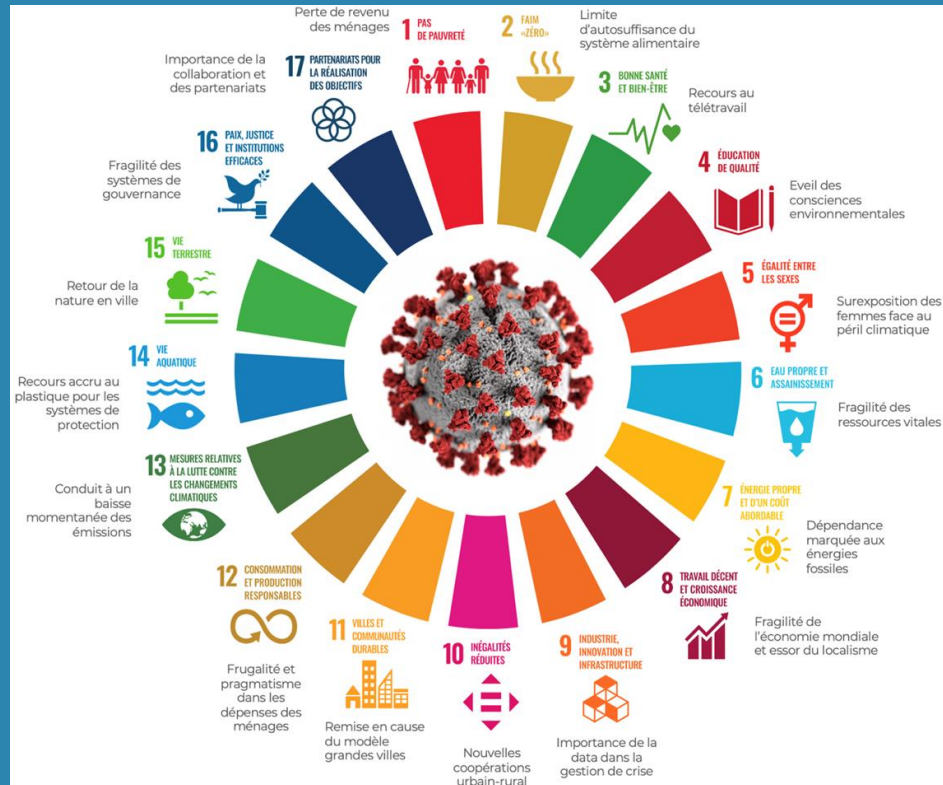 Perte de revenu
des ménages
1 PAS
DE PAUVRETÉ
2 FAIM
«ZÉRO»
Limite
d'autosuffisance du
système alimentaire
3 BONNE SANTÉ
ET BIEN-ÊTRE
Recours au
télétravail
4 ÉDUCATION
DE QUALITÉ
Eveil des
consciences
environnementales
5 ÉGALITÉ ENTRE
LES SEXES
Surexposition des
femmes face au
péril climatique
6 EAU PROPRE ET
ASSAINISSEMENT
Fragilité des
ressources vitales
7 ÉNERGIE PROPRE
ET D'UN COÛT
ABORDABLE
Dépendance
marquée aux
énergies
fossiles
8 TRAVAIL DÉCENT
ET CROISSANCE
ÉCONOMIQUE
Fragilité de
l'économie mondiale
et essor du localisme
9 INDUSTRIE,
INNOVATION ET
INFRASTRUCTURE
Importance de la
data dans la
gestion de crise
10 INÉGALITÉS
RÉDUITES
Nouvelles
coopérations
urbain-rural
11 VILLES ET
COMMUNAUTÉS
DURABLES
Remise en cause
du modèle
grandes villes
12 CONSOMMATION
ET PRODUCTION
RESPONSABLES
Frugalité et
pragmatisme
dans les
dépenses des
ménages
13 MESURES RELATIVES
À LA LUTTE CONTRE
LES CHANGEMENTS
CLIMATIQUES
Conduit à un
baisse
momentanée des
émissions
14 VIE
AQUATIQUE
Recours accru au
plastique pour les
systèmes de
protection
15 VIE
TERRESTRE
Retour de la
nature en ville
16 PAIX, JUSTICE
ET INSTITUTIONS
EFFICACES
Fragilité des
systèmes de
gouvernance
17 PARTENARIATS POUR
LA RÉALISATION
DES OBJECTIFS
Importance de la
collaboration et
des partenariats